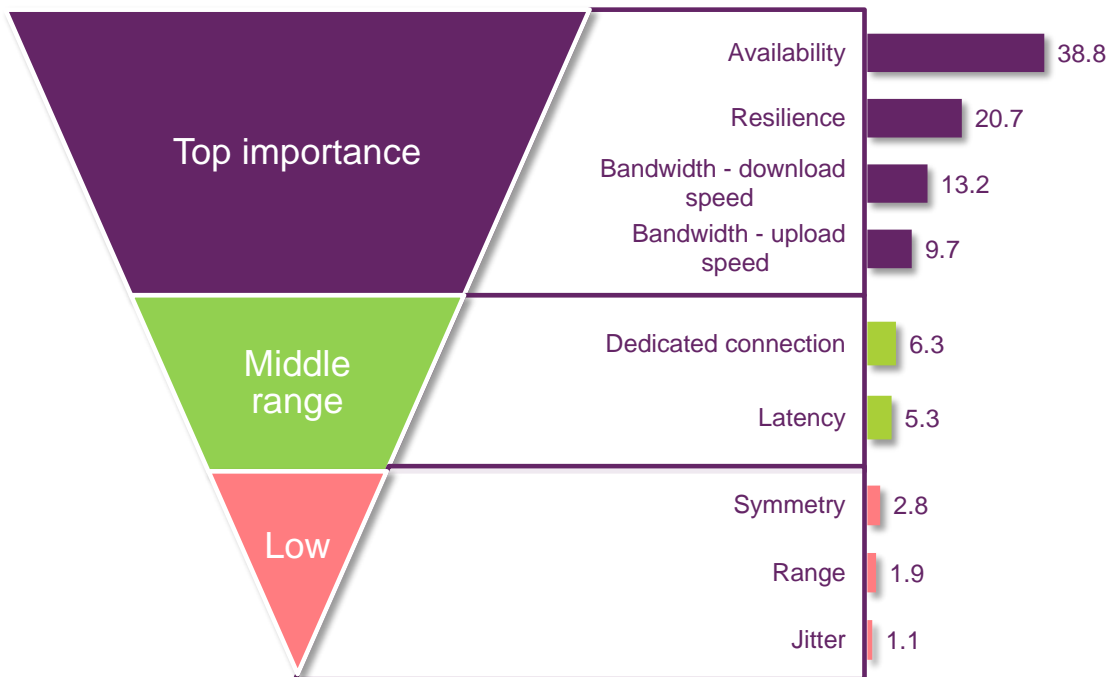 Top importance
Availability
38.8
Resilience
20.7
Bandwidth - download
speed
13.2
Bandwidth - upload
speed
9.7
Middle
range
Dedicated connection
6.3
Latency
5.3
Low
Symmetry
2.8
Range
1.9
Jitter
1.1